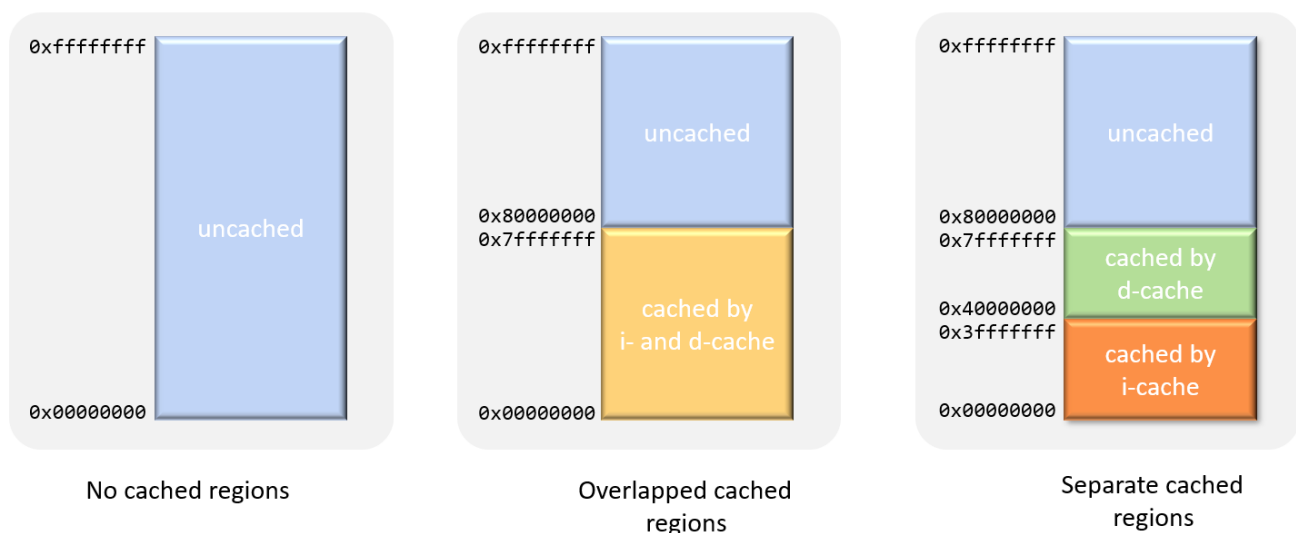 0xffffffff
uncached
0x00000000
No cached regions
0xffffffff
uncached
0x80000000
0x7fffffff
cached by
i- and d-cache
0x00000000
Overlapped cached
regions
0xffffffff
uncached
0x80000000
0x7fffffff
cached by
d-cache
0x40000000
0x3fffffff
cached by
i-cache
0x00000000
Separate cached
regions